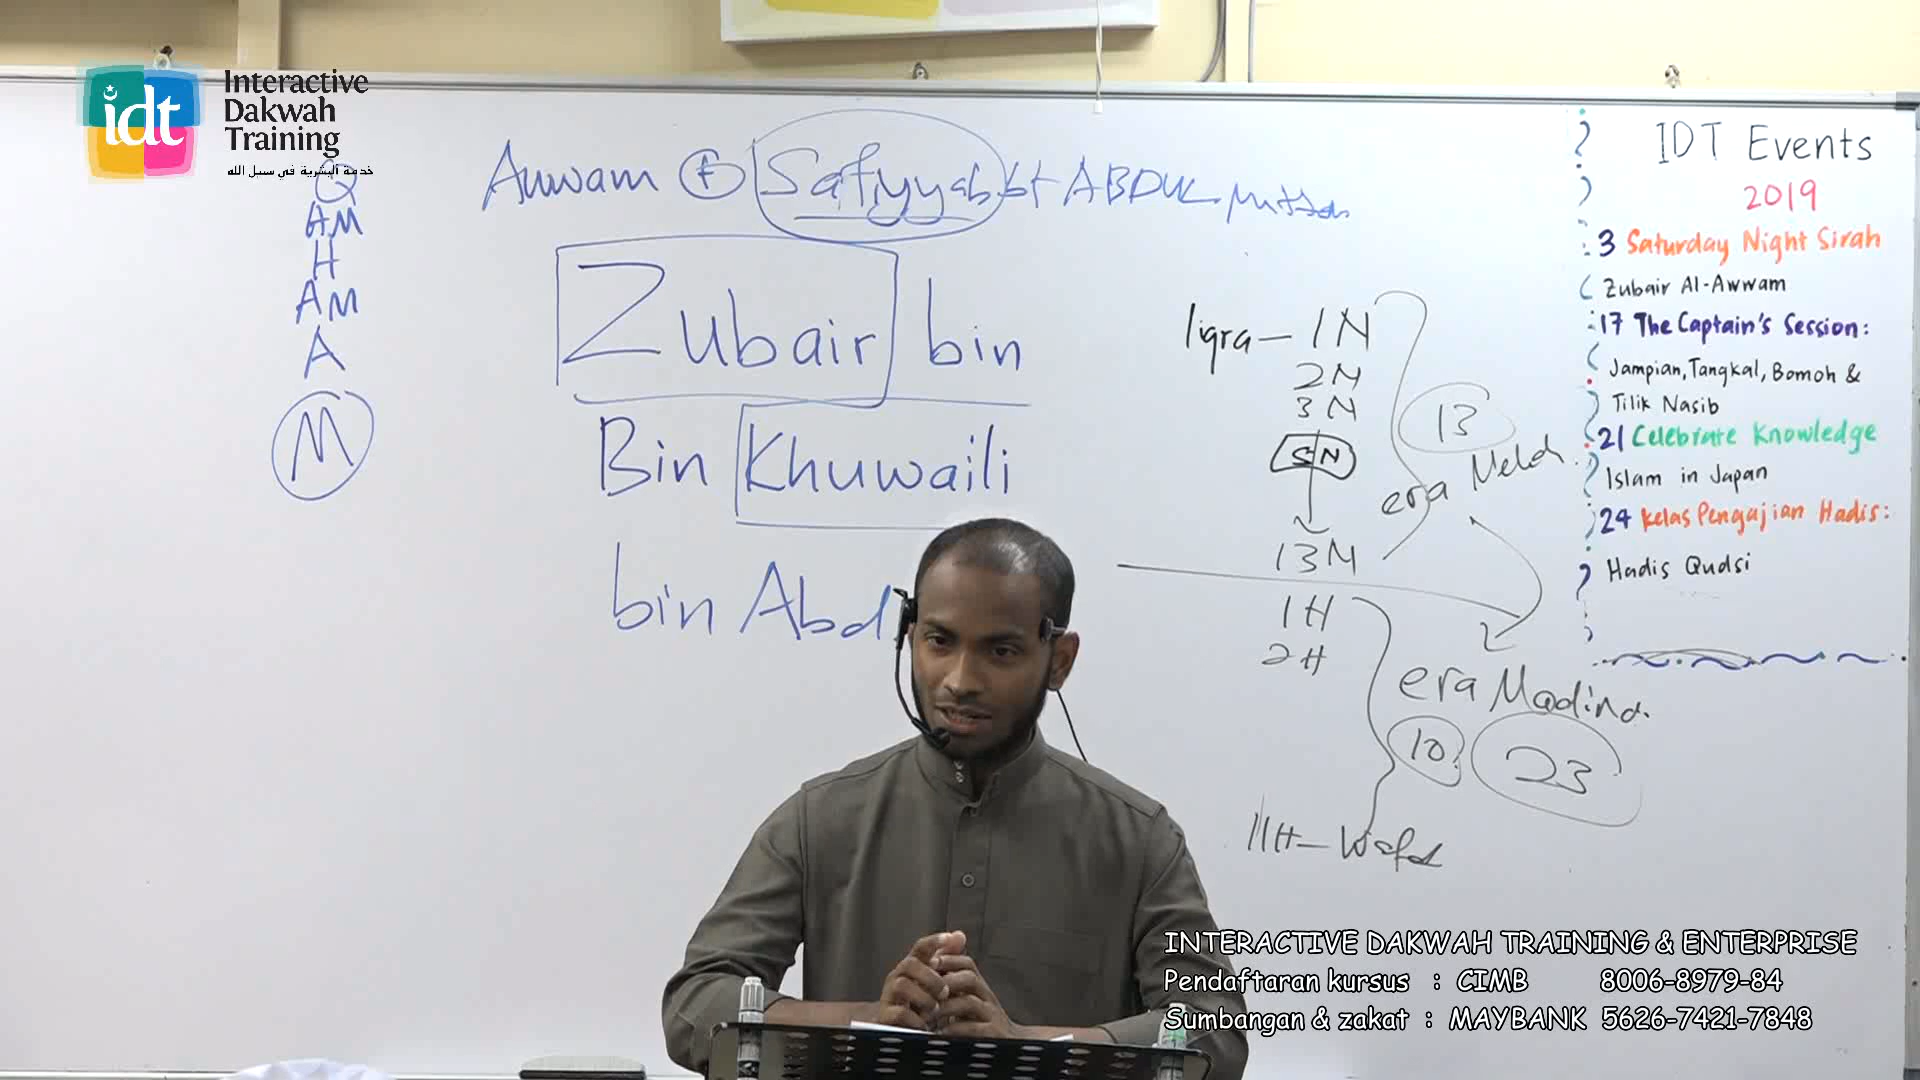 idt
Interactive
Dakwah
Training
خدمة البشرية في سبيل الله
Q
AM
H
AM
A
M
Awwam + Safiyyah bt ABDUL
Zubair bin
Bin Khuwaili
bin Abd
Iqra – 1N
2N
3N
5N
13N
13
era
1H
2H
era Madina
10
23
11H – Wafa
IDT Events
2019
3 Saturday Night Sirah
Zubair Al-Awwam
17 The Captain's Session:
Jampian, Tangkal, Bomoh &
Tilik Nasib
21 Celebrate Knowledge
Islam in Japan
24 Kelas Pengajian Hadis:
Hadis Qudsi
INTERACTIVE DAKWAH TRAINING & ENTERPRISE
Pendaftaran kursus : CIMB 8006-8979-84
Sumbangan & zakat : MAYBANK 5626-7421-7848